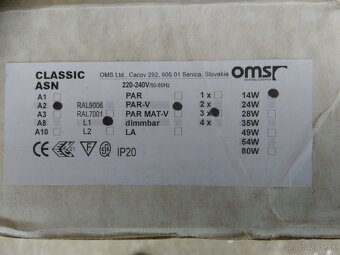 CLASSIC ASN
OMS Ltd., Cacov 292, 905 01 Senica, Slovakia
omsr
220-240V/50-60Hz
A1
A2
A3
A8
A10
RAL9006
RAL7001
L1
L2
PAR
PAR-V
PAR MAT-V
dimmbar
LA
1 x
2 x
3 x
4 x
14W
24W
28W
35W
49W
54W
80W
CE
F
IP20